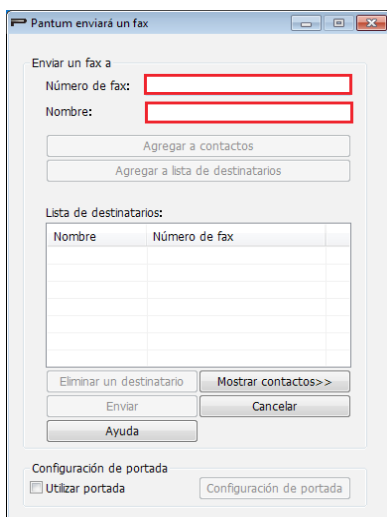 Pantum enviará un fax
Enviar un fax a
Número de fax:
Nombre:
Agregar a contactos
Agregar a lista de destinatarios
Lista de destinatarios:
Nombre Número de fax
Eliminar un destinatario Mostrar contactos>>
Enviar Cancelar
Ayuda
Configuración de portada
Utilizar portada Configuración de portada